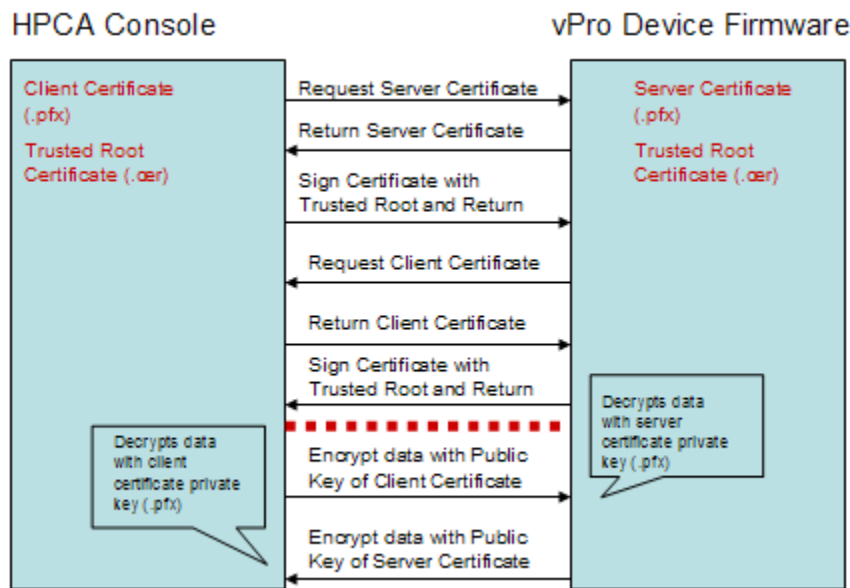 HPCA Console
vPro Device Firmware
Client Certificate
(.pfx)
Trusted Root
Certificate (.cer)
Request Server Certificate
Return Server Certificate
Sign Certificate with
Trusted Root and Return
Request Client Certificate
Return Client Certificate
Sign Certificate with
Trusted Root and Return
Encrypt data with Public
Key of Client Certificate
Encrypt data with Public
Key of Server Certificate
Server Certificate
(.pfx)
Trusted Root
Certificate (.cer)
Decrypts data
with client
certificate private
key (.pfx)
Decrypts data
with server
certificate private
key (.pfx)